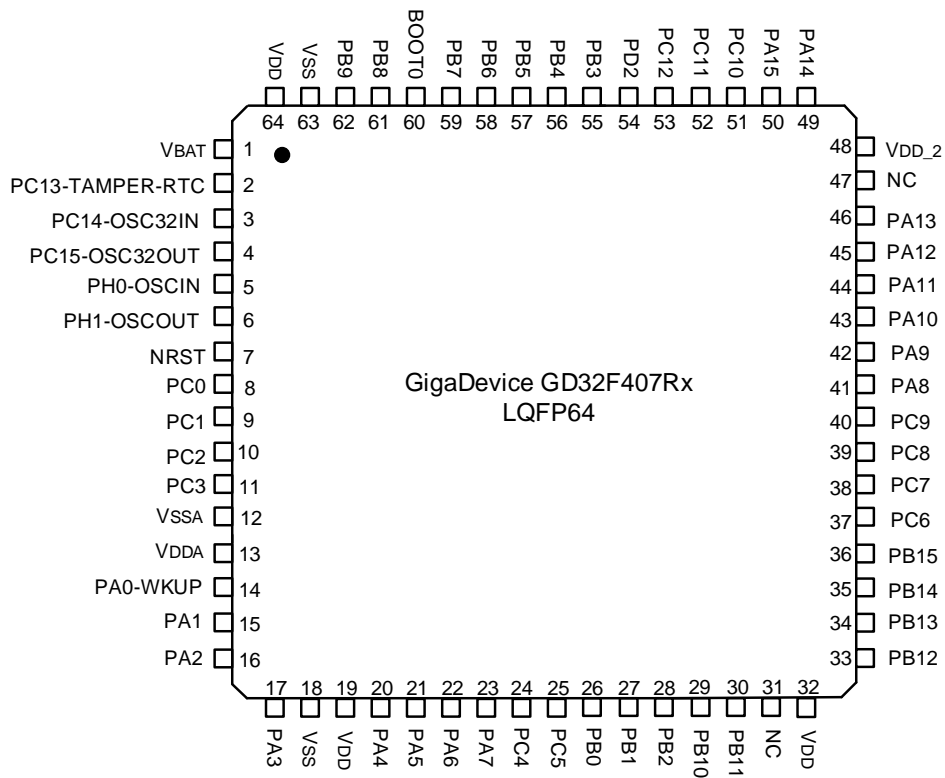 VDD VSS PB9 PB8 BOOT0 PB7 PB6 PB5 PB4 PB3 PD2 PC12 PC11 PC10 PA15 PA14
64 63 62 61 60 59 58 57 56 55 54 53 52 51 50 49
VBAT 1 48 VDD_2
PC13-TAMPER-RTC 2 47 NC
PC14-OSC32IN 3 46 PA13
PC15-OSC32OUT 4 45 PA12
PH0-OSCIN 5 44 PA11
PH1-OSCOUT 6 43 PA10
NRST 7 42 PA9
PC0 8 GigaDevice GD32F407Rx 41 PA8
LQFP64
PC1 9 40 PC9
PC2 10 39 PC8
PC3 11 38 PC7
VSSA 12 37 PC6
VDDA 13 36 PB15
PA0-WKUP 14 35 PB14
PA1 15 34 PB13
PA2 16 33 PB12
17 18 19 20 21 22 23 24 25 26 27 28 29 30 31 32
PA3 VSS VDD PA4 PA5 PA6 PA7 PC4 PC5 PB0 PB1 PB2 PB10 PB11 NC VDD